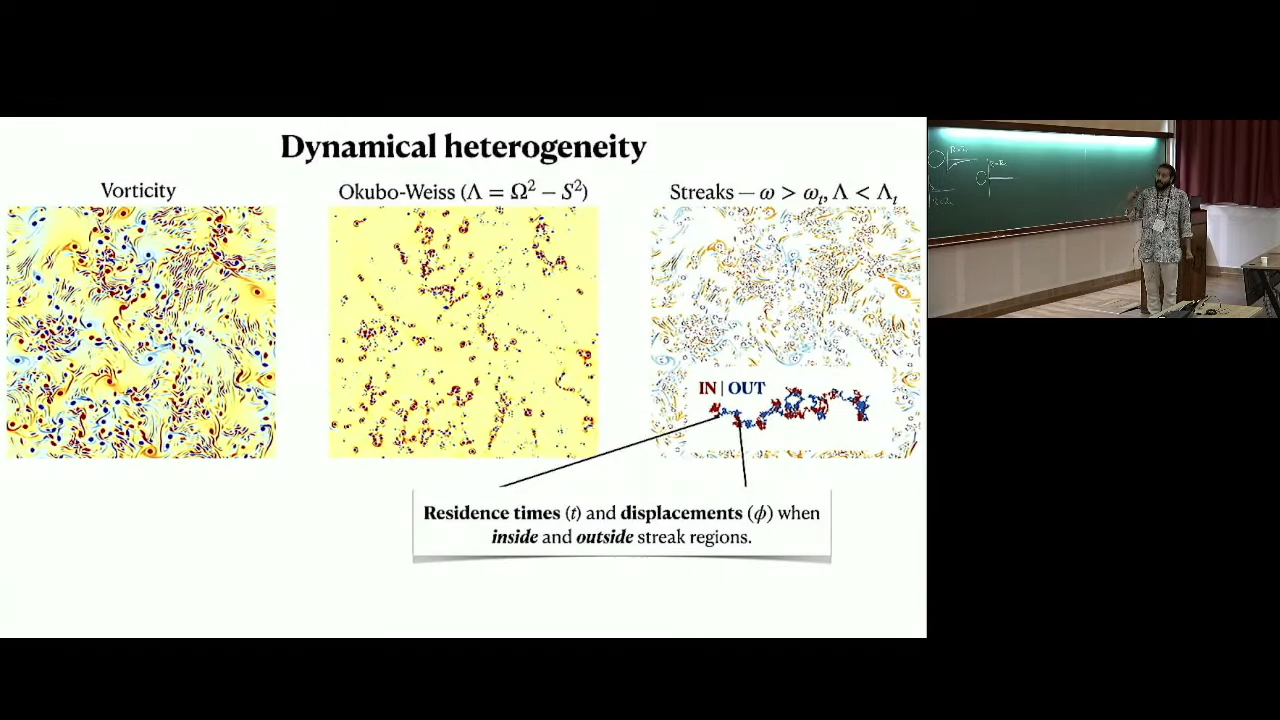 Dynamical heterogeneity
Vorticity
Okubo-Weiss (Λ = Ω² − S²)
Streaks — ω > ωₜ, Λ < Λₜ
IN | OUT
Residence times (t) and displacements (ϕ) when
inside and outside streak regions.